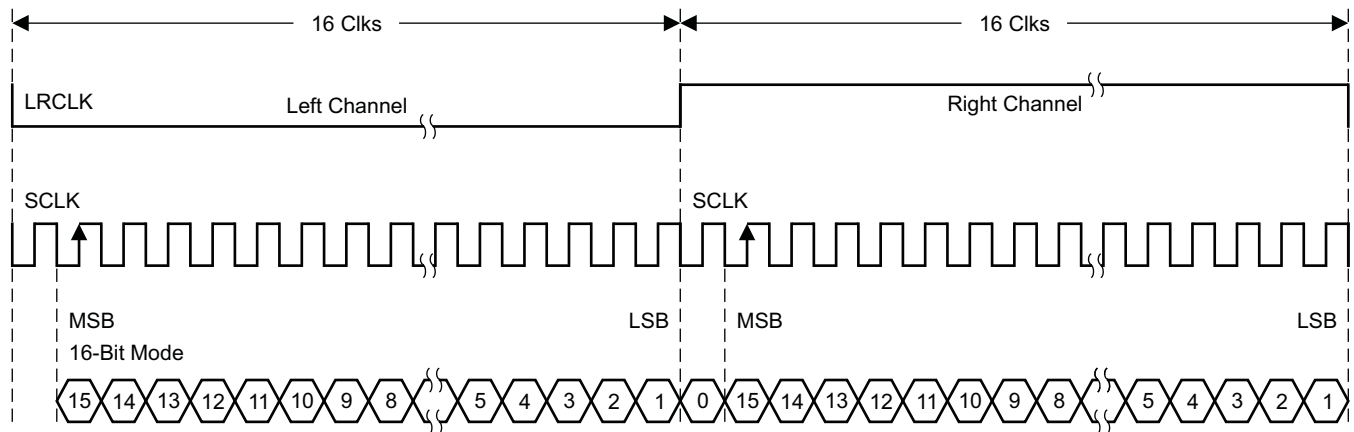 16 Clks 16 Clks
LRCLK Left Channel Right Channel
SCLK SCLK
MSB LSB MSB LSB
16-Bit Mode
15 14 13 12 11 10 9 8 5 4 3 2 1 0 15 14 13 12 11 10 9 8 5 4 3 2 1